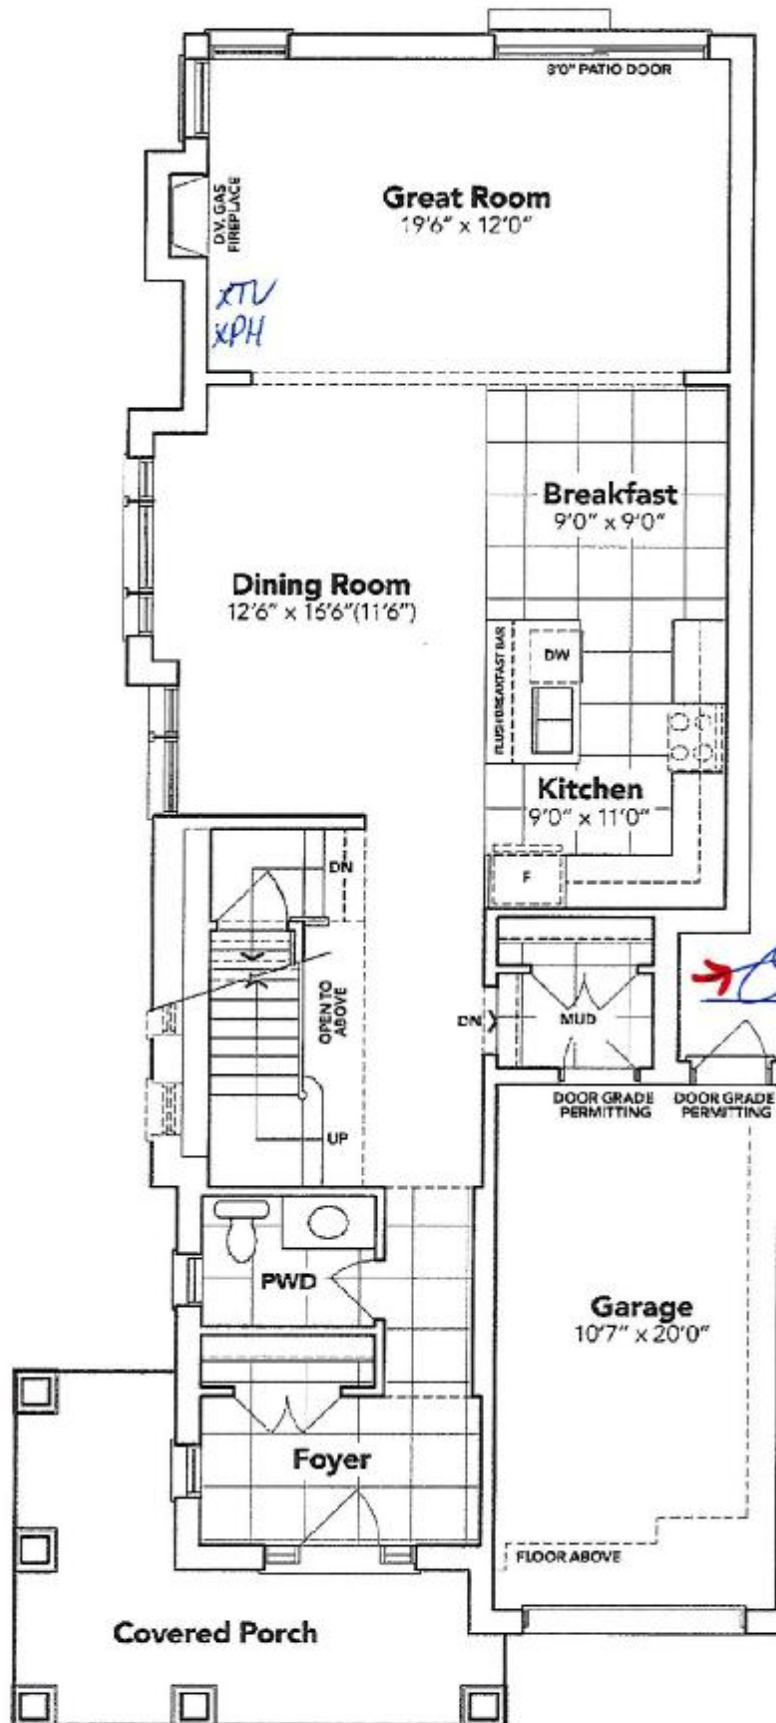 8'0" PATIO DOOR
D.V. GAS
FIREPLACE
Great Room
19'6" x 12'0"
xTV
xPH
Breakfast
9'0" x 9'0"
Dining Room
12'6" x 16'6"(11'6")
FLUSH BREAKFAST BAR
DW
Kitchen
9'0" x 11'0"
F
DN
OPEN TO
ABOVE
DN
MUD
UP
DOOR GRADE
PERMITTING
DOOR GRADE
PERMITTING
PWD
Garage
10'7" x 20'0"
Foyer
FLOOR ABOVE
Covered Porch